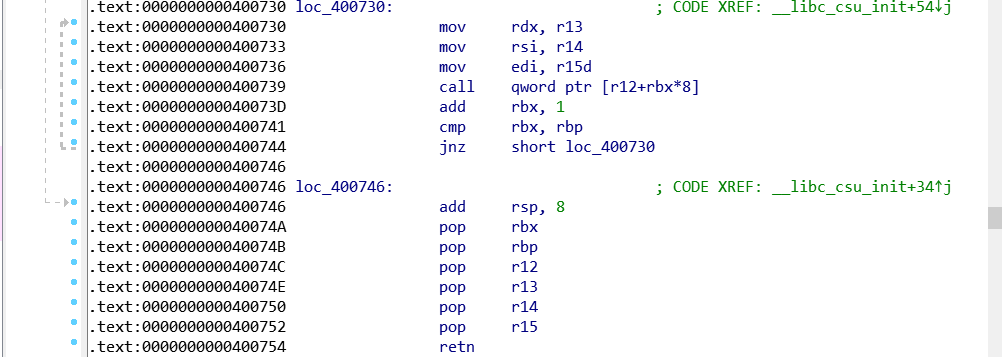 .text:0000000000400730 loc_400730: ; CODE XREF: __libc_csu_init+54↓j
.text:0000000000400730 mov rdx, r13
.text:0000000000400733 mov rsi, r14
.text:0000000000400736 mov edi, r15d
.text:0000000000400739 call qword ptr [r12+rbx*8]
.text:000000000040073D add rbx, 1
.text:0000000000400741 cmp rbx, rbp
.text:0000000000400744 jnz short loc_400730
.text:0000000000400746
.text:0000000000400746 loc_400746: ; CODE XREF: __libc_csu_init+34↑j
.text:0000000000400746 add rsp, 8
.text:000000000040074A pop rbx
.text:000000000040074B pop rbp
.text:000000000040074C pop r12
.text:000000000040074E pop r13
.text:0000000000400750 pop r14
.text:0000000000400752 pop r15
.text:0000000000400754 retn